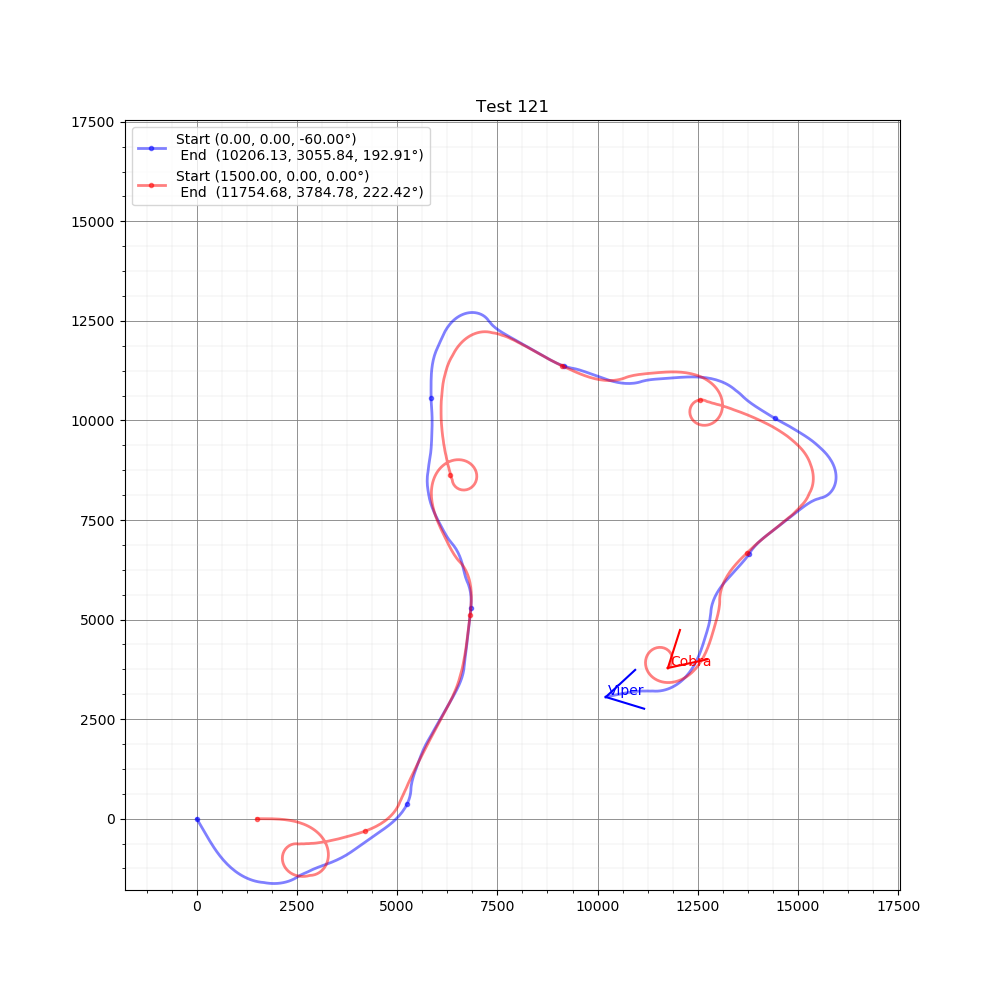 Test 121
Start (0.00, 0.00, -60.00°)
End (10206.13, 3055.84, 192.91°)
Start (1500.00, 0.00, 0.00°)
End (11754.68, 3784.78, 222.42°)
17500
15000
12500
10000
7500
5000
2500
0
Cobra
Viper
0 2500 5000 7500 10000 12500 15000 17500